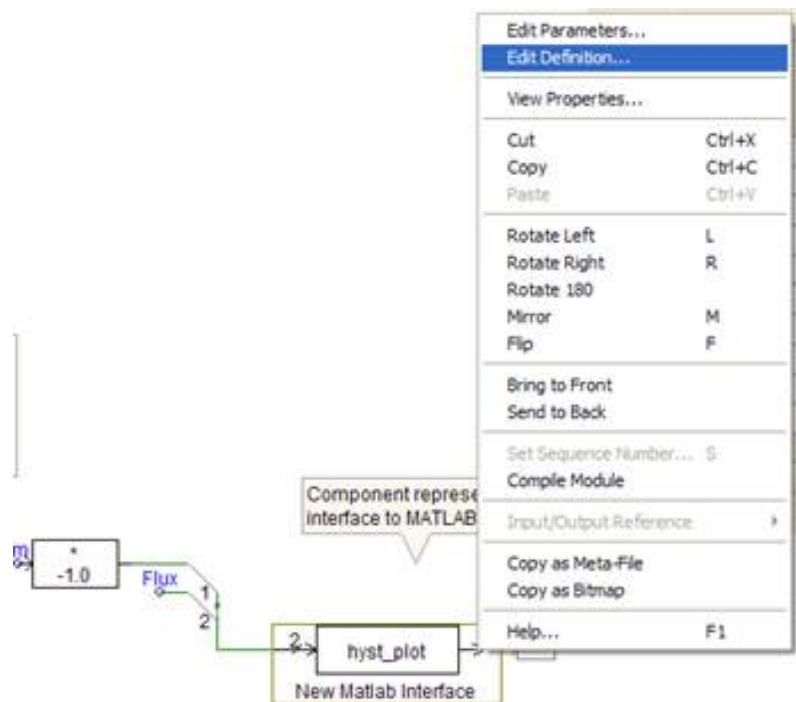 Edit Parameters...
Edit Definition...
View Properties...
Cut Ctrl+X
Copy Ctrl+C
Paste Ctrl+V
Rotate Left L
Rotate Right R
Rotate 180
Mirror M
Flip F
Bring to Front
Send to Back
Set Sequence Number... S
Compile Module
Input/Output Reference
Copy as Meta-File
Copy as Bitmap
Help... F1
Component represe
interface to MATLAB
m
*
-1.0
Flux
1
2
2
hyst_plot
New Matlab Interface